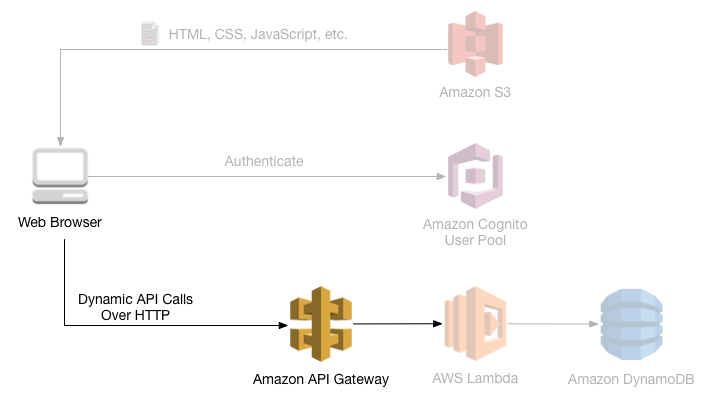 HTML, CSS, JavaScript, etc.
Amazon S3
Authenticate
Web Browser
Amazon Cognito
User Pool
Dynamic API Calls
Over HTTP
Amazon API Gateway
AWS Lambda
Amazon DynamoDB